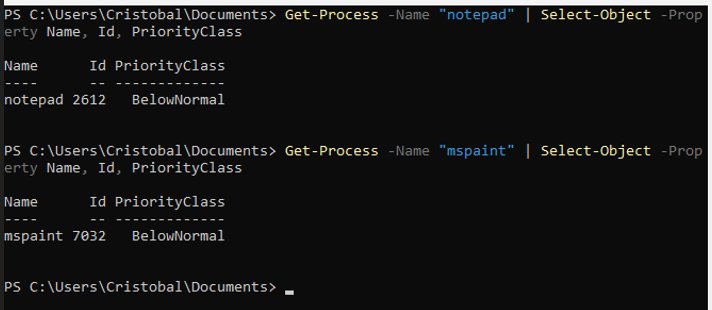 PS C:\Users\Cristobal\Documents> Get-Process -Name "notepad" | Select-Object -Prop
erty Name, Id, PriorityClass
Name      Id PriorityClass
----      -- -------------
notepad 2612   BelowNormal
PS C:\Users\Cristobal\Documents> Get-Process -Name "mspaint" | Select-Object -Prop
erty Name, Id, PriorityClass
Name      Id PriorityClass
----      -- -------------
mspaint 7032   BelowNormal
PS C:\Users\Cristobal\Documents>